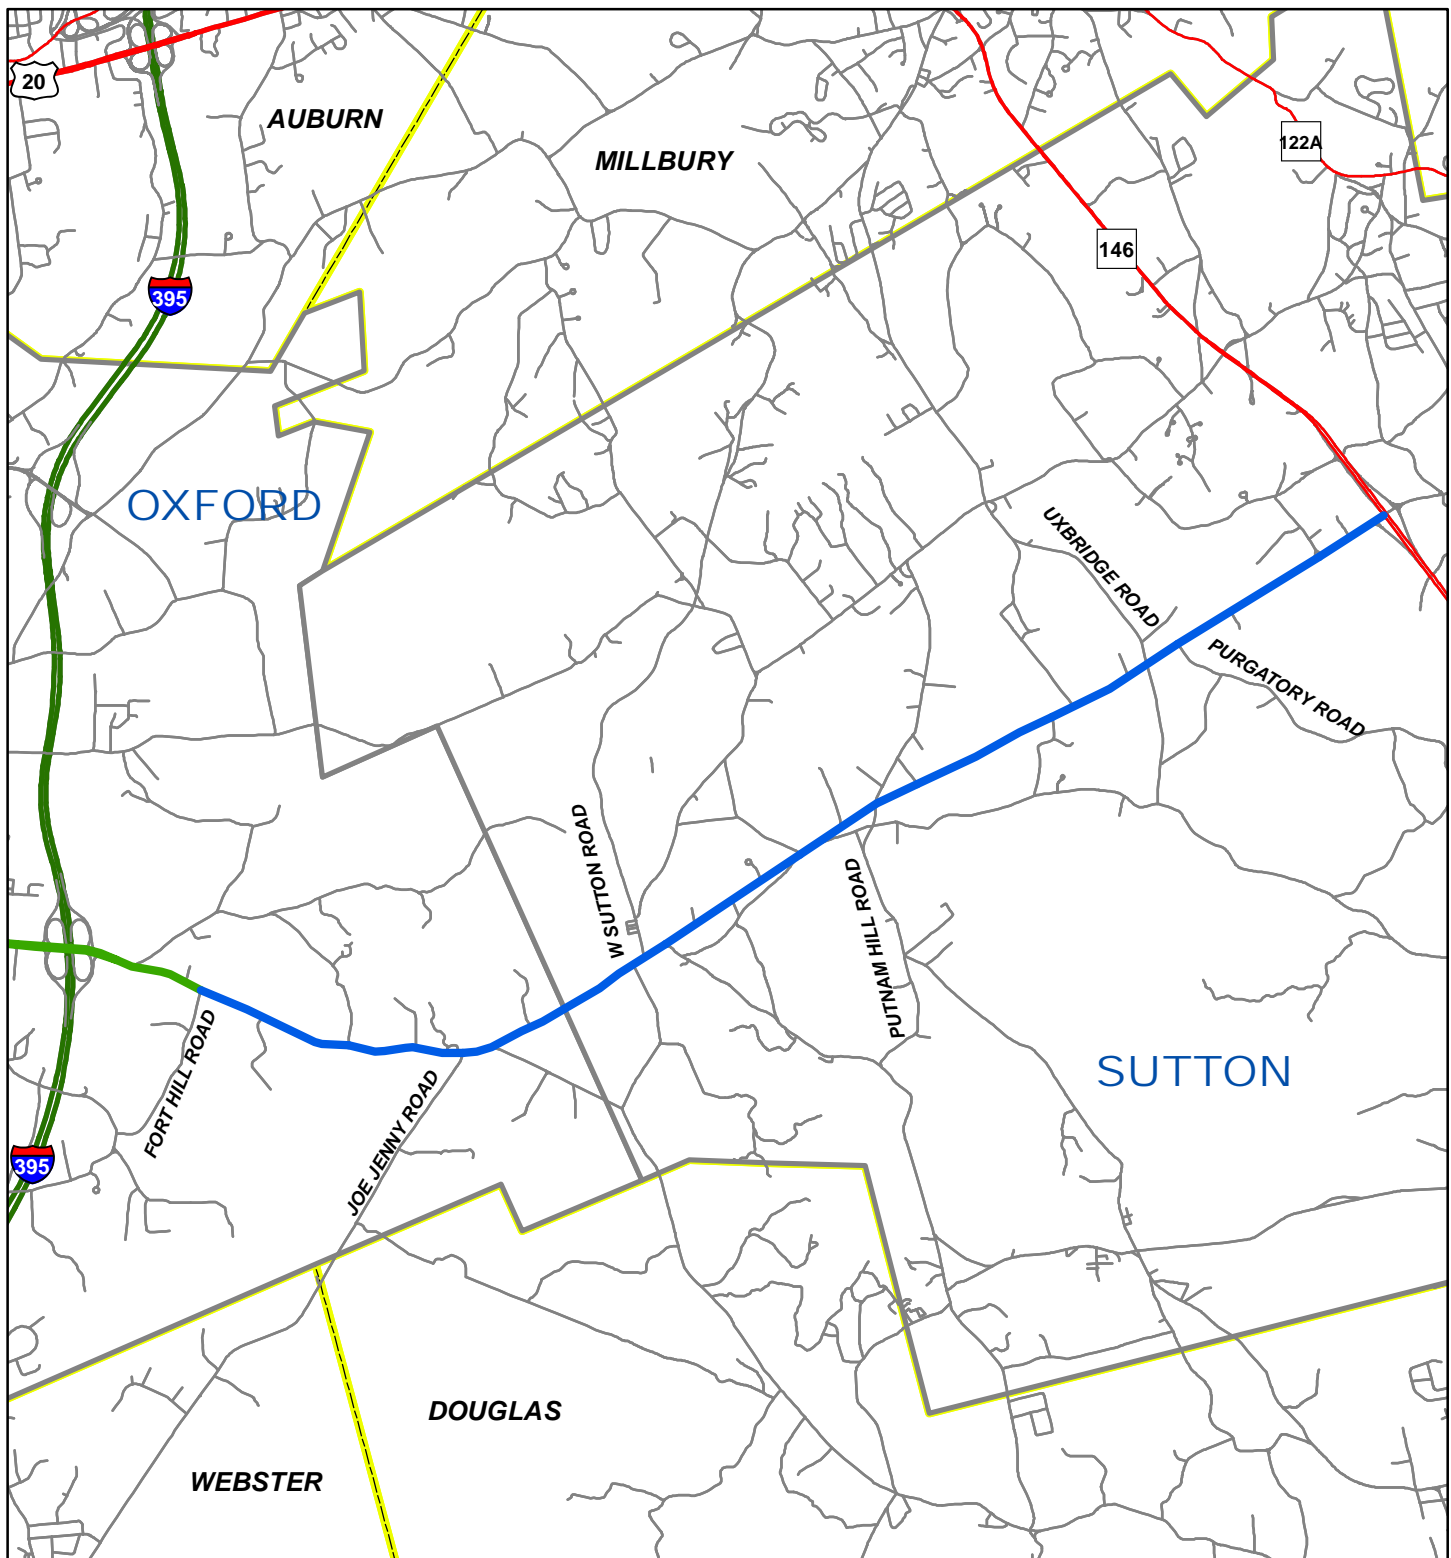 20
AUBURN
MILLBURY
122A
146
395
OXFORD
UXBRIDGE ROAD
PURGATORY ROAD
W SUTTON ROAD
PUTNAM HILL ROAD
FORT HILL ROAD
JOE JENNY ROAD
SUTTON
395
DOUGLAS
WEBSTER